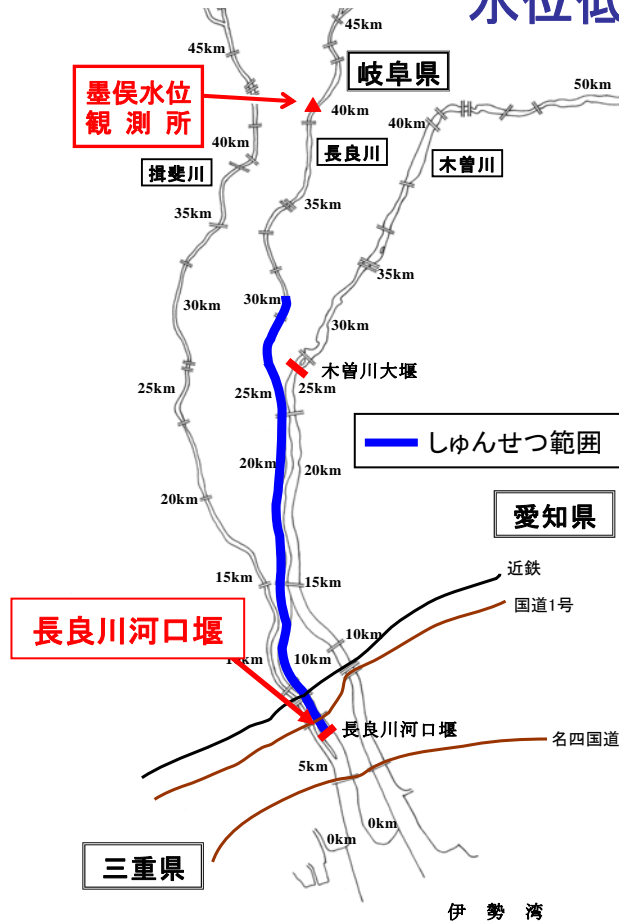 水位低
45km
45km
岐阜県
50km
墨俣水位
観測所
40km
40km
長良川
木曽川
40km
揖斐川
35km
35km
35km
30km
30km
30km
木曽川大堰
25km
25km
25km
しゅんせつ範囲
20km
20km
20km
愛知県
近鉄
15km
15km
国道1号
長良川河口堰
10km
10km
長良川河口堰
名四国道
5km
0km
0km
三重県
伊勢湾